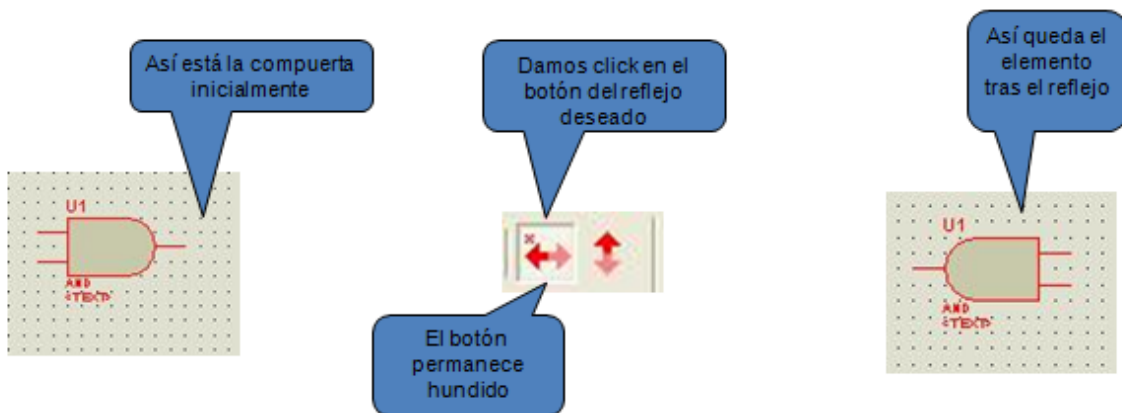 Así está la compuerta
inicialmente
Damos click en el
botón del reflejo
deseado
Así queda el
elemento
tras el reflejo
U1
AND
<TEXT>
U1
AND
<TEXT>
El botón
permanece
hundido